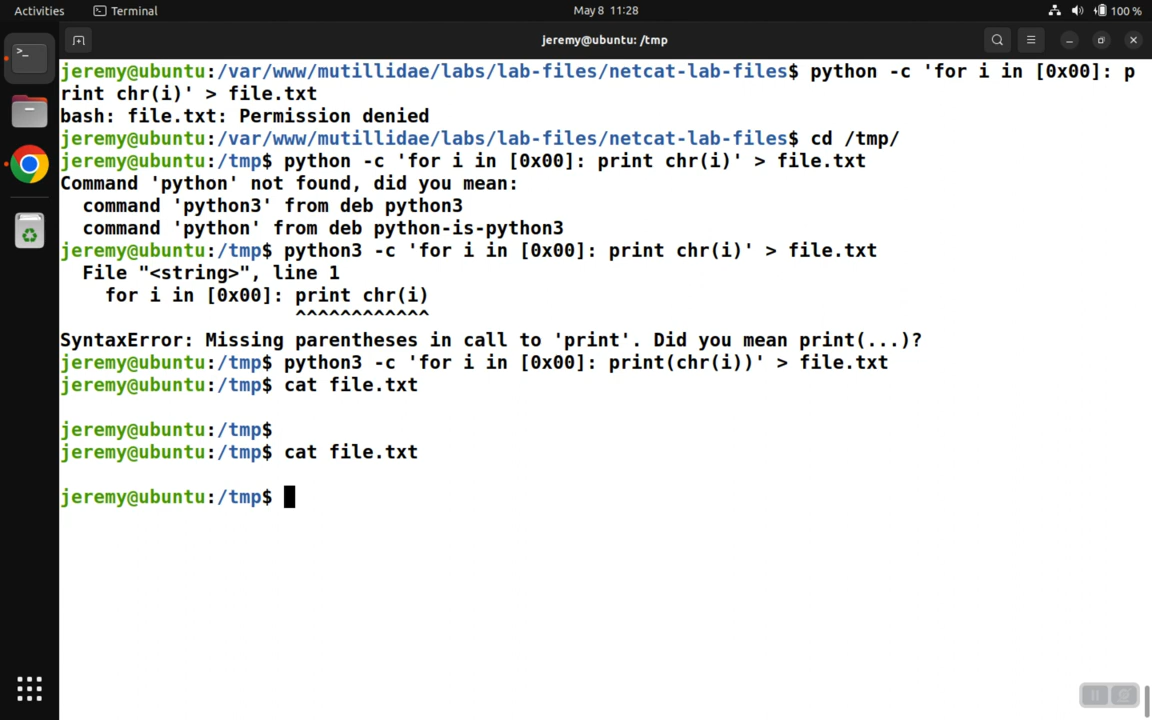 Activities
Terminal
May 8 11:28
100 %
jeremy@ubuntu: /tmp
jeremy@ubuntu:/var/www/mutillidae/labs/lab-files/netcat-lab-files$ python -c 'for i in [0x00]: p
rint chr(i)' > file.txt
bash: file.txt: Permission denied
jeremy@ubuntu:/var/www/mutillidae/labs/lab-files/netcat-lab-files$ cd /tmp/
jeremy@ubuntu:/tmp$ python -c 'for i in [0x00]: print chr(i)' > file.txt
Command 'python' not found, did you mean:
  command 'python3' from deb python3
  command 'python' from deb python-is-python3
jeremy@ubuntu:/tmp$ python3 -c 'for i in [0x00]: print chr(i)' > file.txt
  File "<string>", line 1
    for i in [0x00]: print chr(i)
                     ^^^^^^^^^^^^
SyntaxError: Missing parentheses in call to 'print'. Did you mean print(...)?
jeremy@ubuntu:/tmp$ python3 -c 'for i in [0x00]: print(chr(i))' > file.txt
jeremy@ubuntu:/tmp$ cat file.txt
jeremy@ubuntu:/tmp$
jeremy@ubuntu:/tmp$ cat file.txt
jeremy@ubuntu:/tmp$